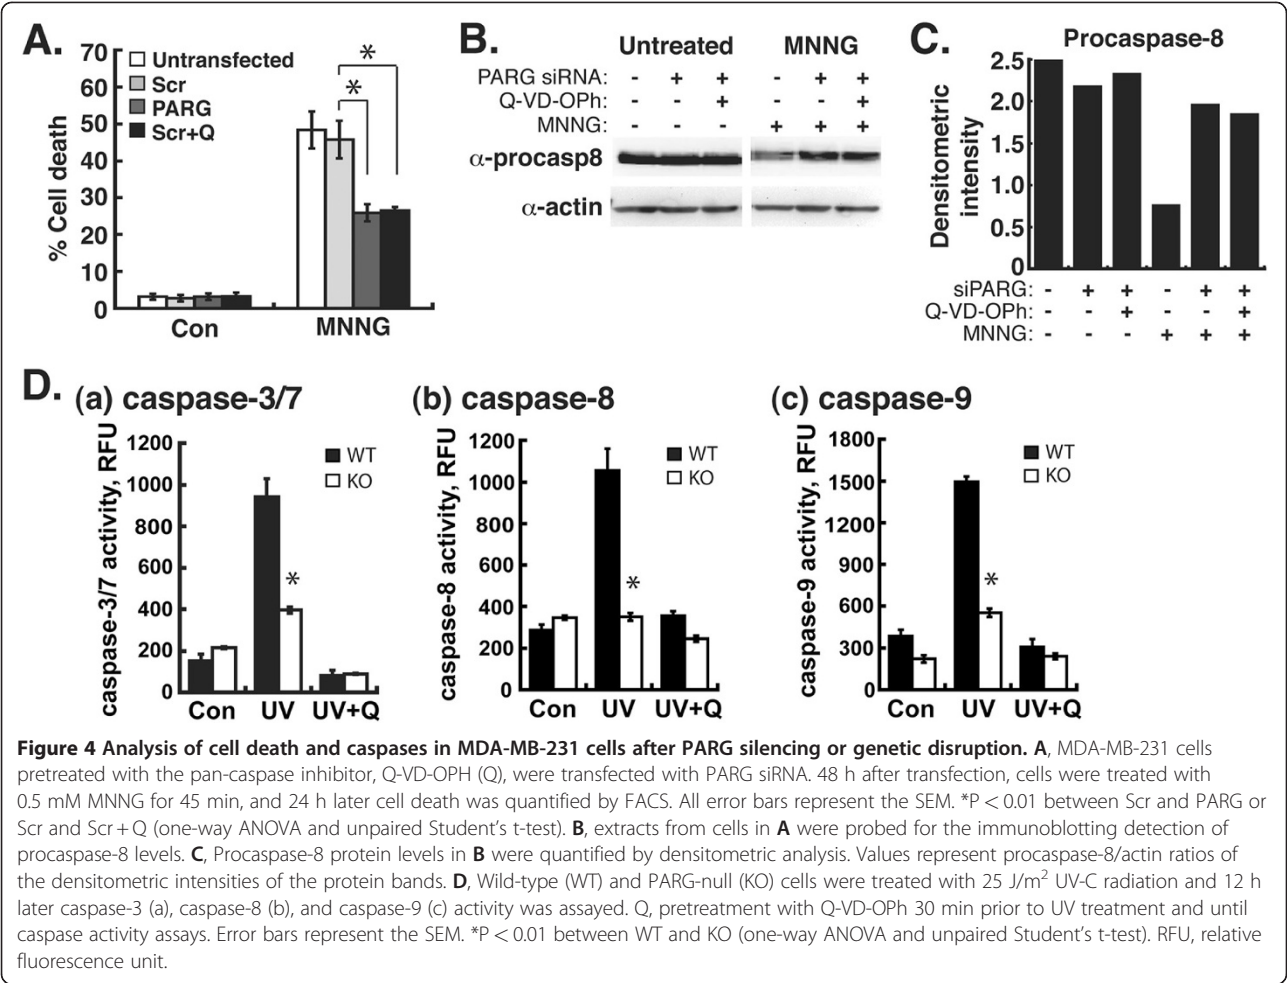 A.
70
60
50
40
30
20
10
0
% Cell death
Untransfected
Scr
PARG
Scr+Q
*
*
Con MNNG
B.
Untreated MNNG
PARG siRNA: - + + - + +
Q-VD-OPh: - - + - - +
MNNG: - - - + + +
α-procasp8
α-actin
C.
Procaspase-8
Densitometric
intensity
2.5
2.0
1.5
1.0
0.5
0
siPARG: - + + - + +
Q-VD-OPh: - - + - - +
MNNG: - - - + + +
D.
(a) caspase-3/7
caspase-3/7 activity, RFU
1200
1000
800
600
400
200
0
WT
KO
*
Con UV UV+Q
(b) caspase-8
caspase-8 activity, RFU
1200
1000
800
600
400
200
0
WT
KO
*
Con UV UV+Q
(c) caspase-9
caspase-9 activity, RFU
1800
1500
1200
900
600
300
0
WT
KO
*
Con UV UV+Q
Figure 4 Analysis of cell death and caspases in MDA-MB-231 cells after PARG silencing or genetic disruption. A, MDA-MB-231 cells
pretreated with the pan-caspase inhibitor, Q-VD-OPH (Q), were transfected with PARG siRNA. 48 h after transfection, cells were treated with
0.5 mM MNNG for 45 min, and 24 h later cell death was quantified by FACS. All error bars represent the SEM. *P < 0.01 between Scr and PARG or
Scr and Scr + Q (one-way ANOVA and unpaired Student's t-test). B, extracts from cells in A were probed for the immunoblotting detection of
procaspase-8 levels. C, Procaspase-8 protein levels in B were quantified by densitometric analysis. Values represent procaspase-8/actin ratios of
the densitometric intensities of the protein bands. D, Wild-type (WT) and PARG-null (KO) cells were treated with 25 J/m² UV-C radiation and 12 h
later caspase-3 (a), caspase-8 (b), and caspase-9 (c) activity was assayed. Q, pretreatment with Q-VD-OPh 30 min prior to UV treatment and until
caspase activity assays. Error bars represent the SEM. *P < 0.01 between WT and KO (one-way ANOVA and unpaired Student's t-test). RFU, relative
fluorescence unit.